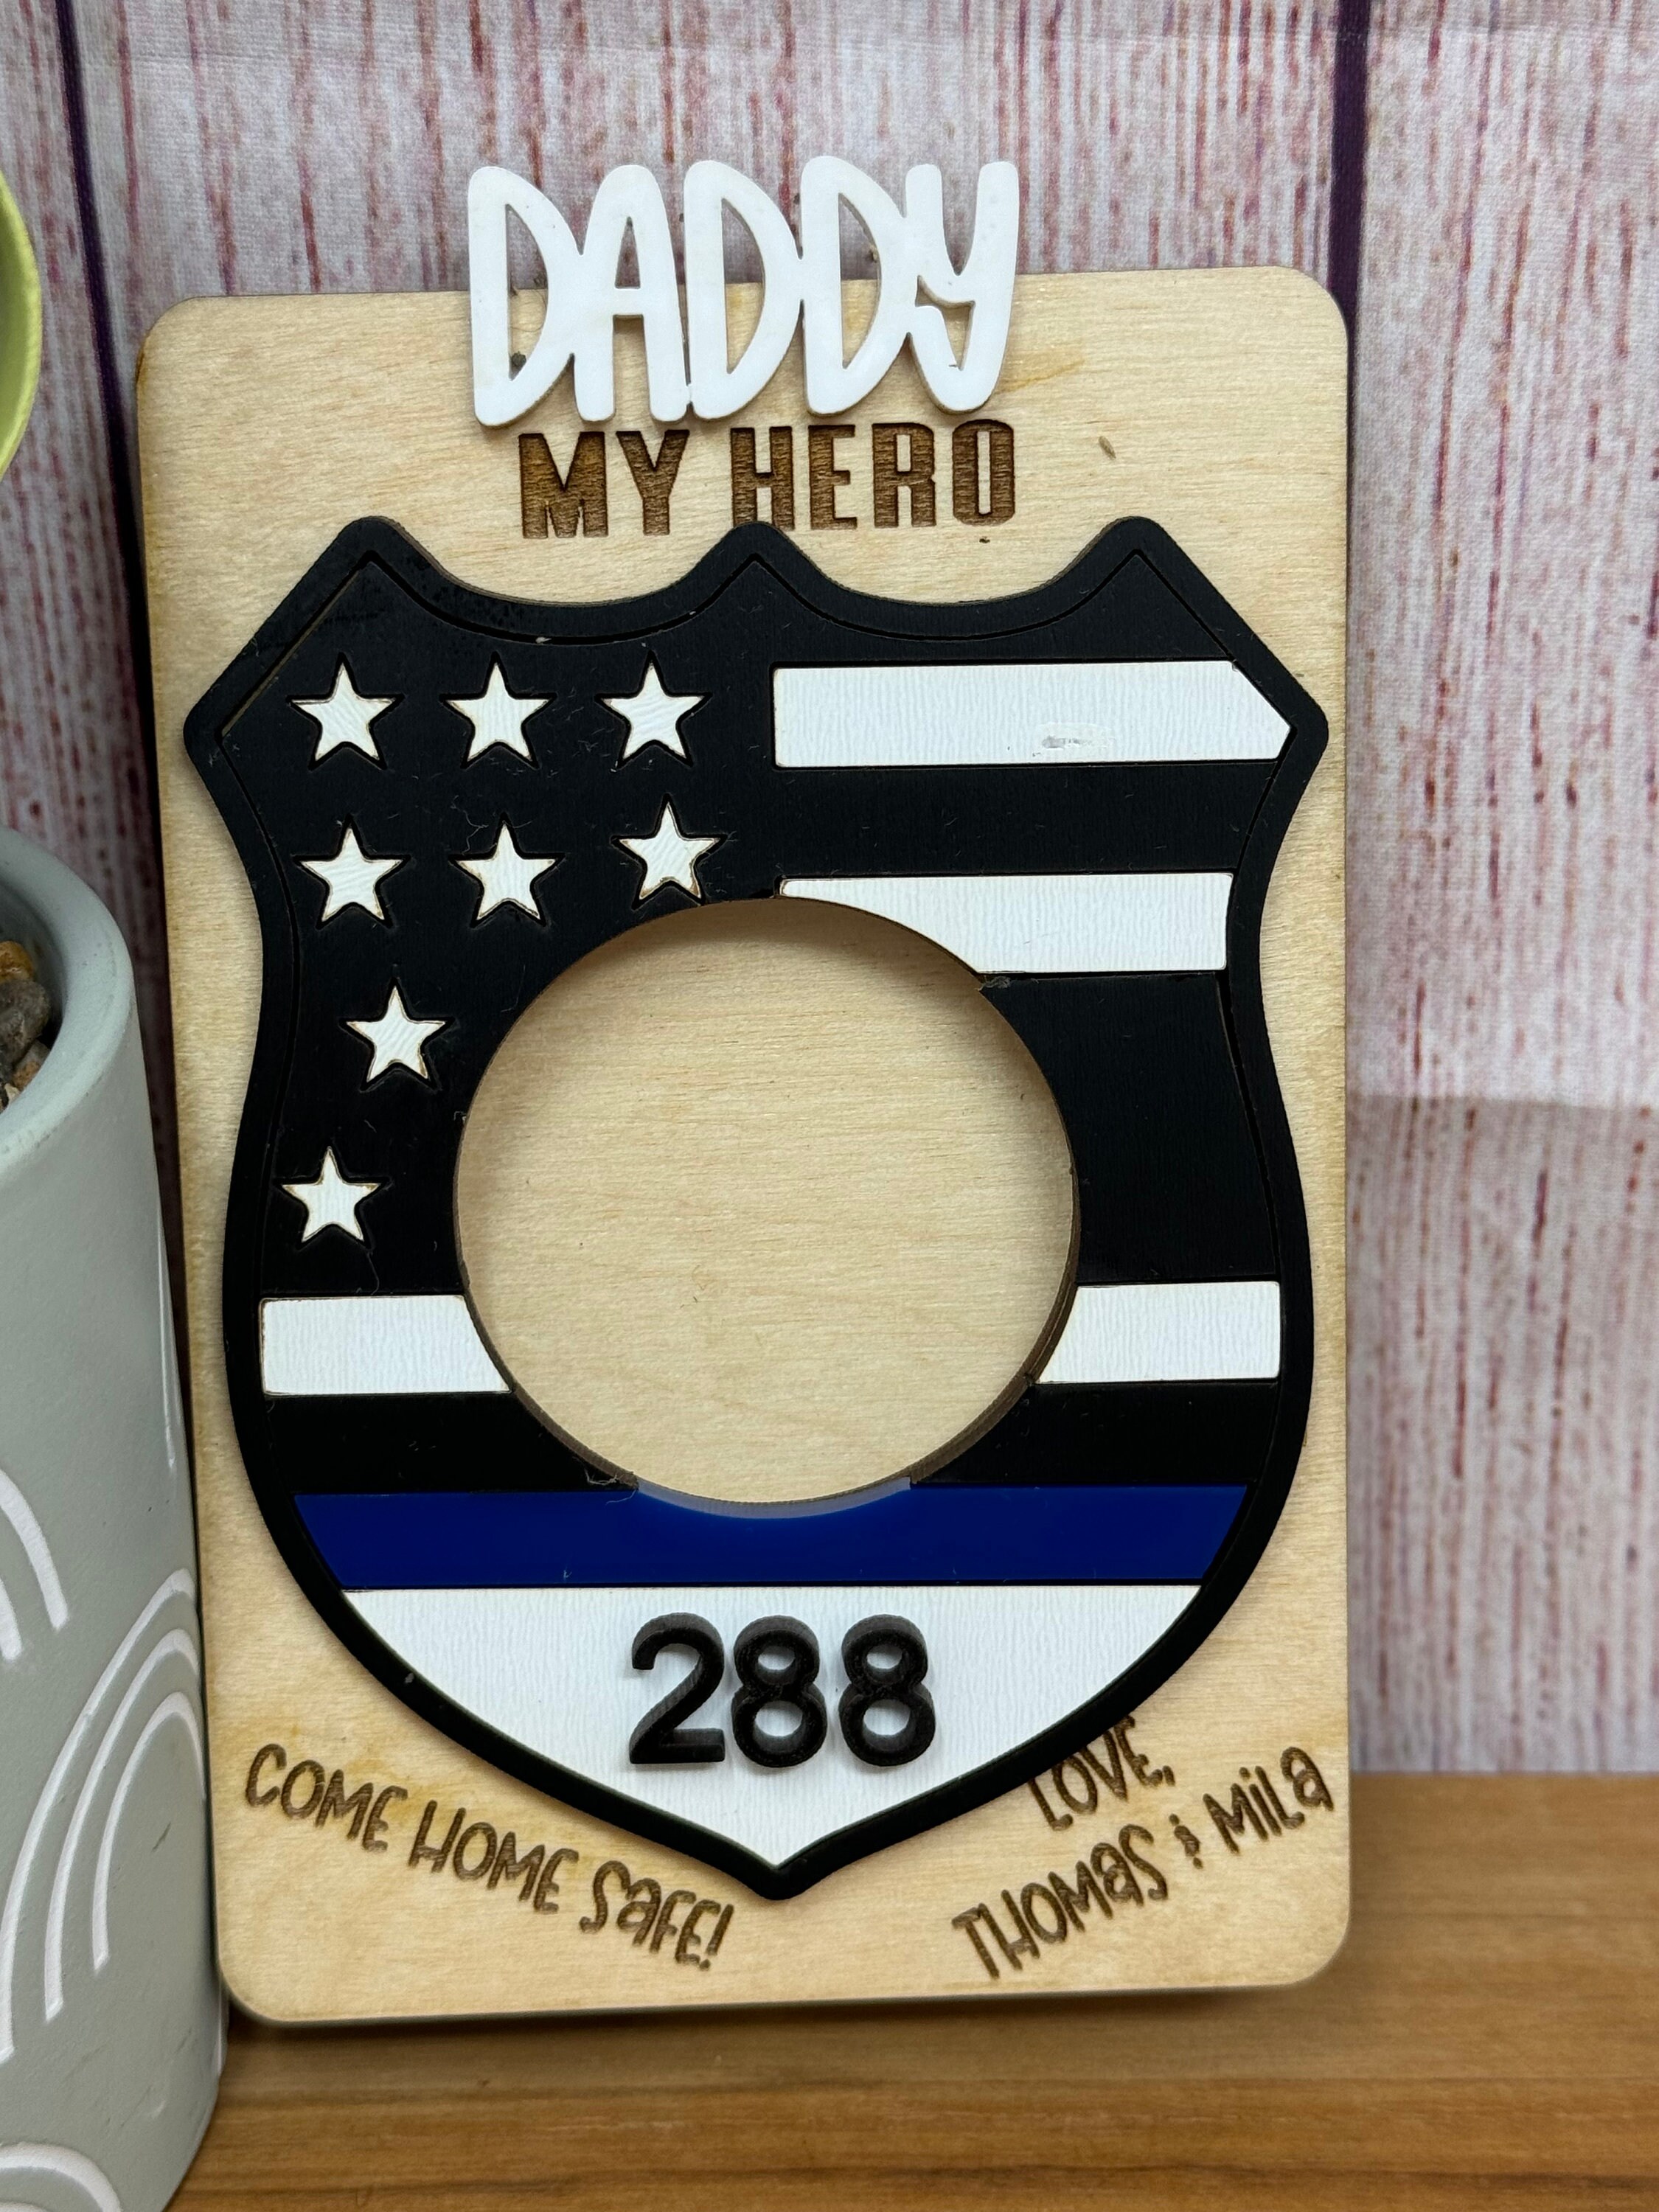 DADDY
MY HERO
288
COME HOME SaFE!
LOVE,
THOMaS & MiLa